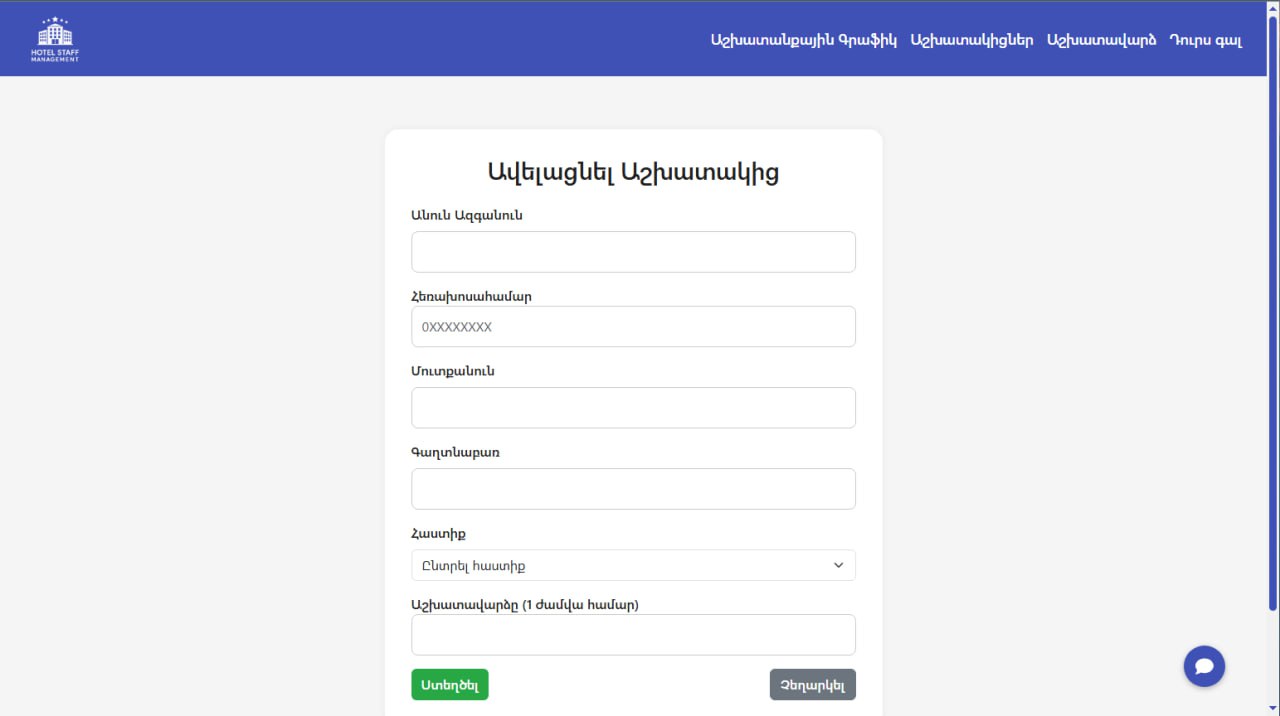 HOTEL STAFF
MANAGEMENT
Աշխատանքային Գրաֆիկ Աշխատակիցներ Աշխատավարձ Դուրս գալ
Ավելացնել Աշխատակից
Անուն Ազգանուն
Հեռախոսահամար
0XXXXXXXX
Մուտքանուն
Գաղտնաբառ
Հաստիք
Ընտրել հաստիք
Աշխատավարձը (1 ժամվա համար)
Ստեղծել Չեղարկել